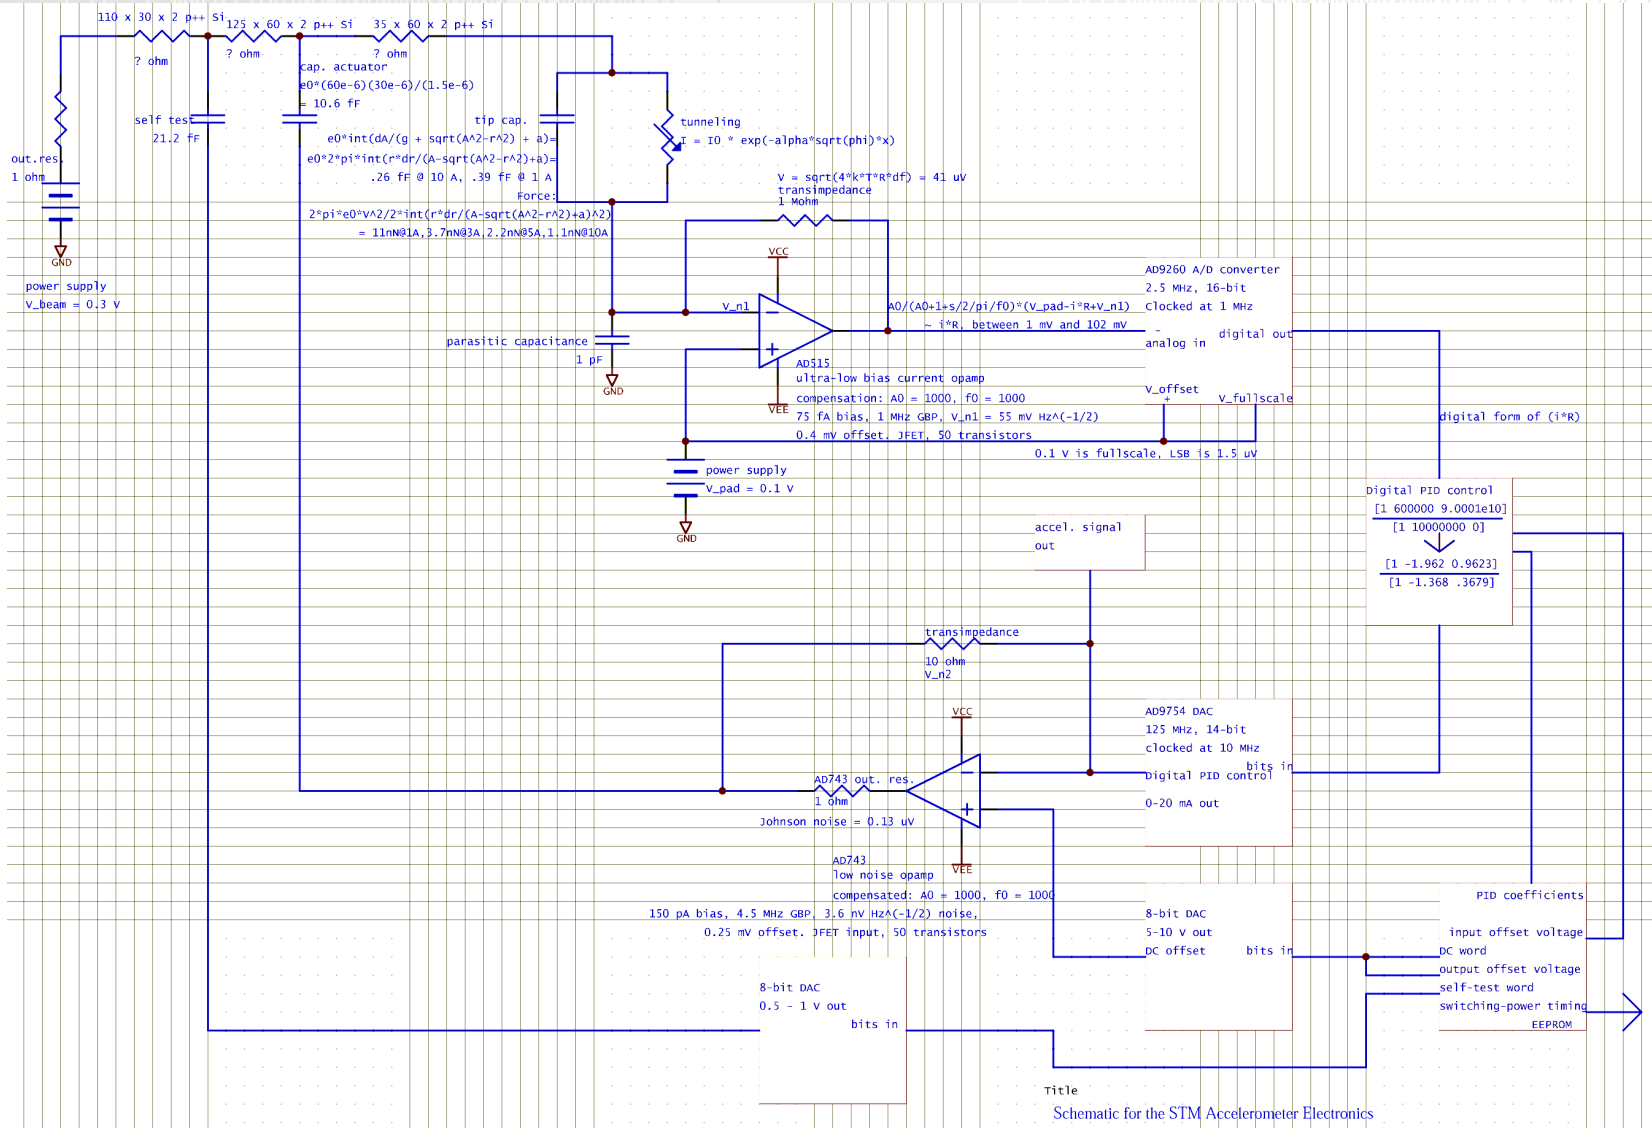 110 x 30 x 2 p++ Si
125 x 60 x 2 p++ Si
35 x 60 x 2 p++ Si
? ohm
? ohm
? ohm
cap. actuator
e0*(60e-6)(30e-6)/(1.5e-6)
= 10.6 fF
self test
21.2 fF
out.res.
1 ohm
GND
power supply
V_beam = 0.3 V
tip cap.
e0*int(dA/(g + sqrt(A^2-r^2) + a)=
e0*2*pi*int(r*dr/(A-sqrt(A^2-r^2)+a)=
.26 fF @ 10 A, .39 fF @ 1 A
Force:
2*pi*e0*V^2/2*int(r*dr/(A-sqrt(A^2-r^2)+a)^2)
= 11nN@1A,3.7nN@3A,2.2nN@5A,1.1nN@10A
tunneling
I = I0 * exp(-alpha*sqrt(phi)*x)
V = sqrt(4*k*T*R*df) = 41 uV
transimpedance
1 Mohm
VCC
V_n1
parasitic capacitance
1 pF
GND
VEE
A0/(A0+1+s/2/pi/f0)*(V_pad-i*R+V_n1)
~ i*R, between 1 mV and 102 mV
AD515
ultra-low bias current opamp
compensation: A0 = 1000, f0 = 1000
75 fA bias, 1 MHz GBP, V_n1 = 55 mV Hz^(-1/2)
0.4 mV offset. JFET, 50 transistors
AD9260 A/D converter
2.5 MHz, 16-bit
Clocked at 1 MHz
-
digital out
analog in
V_offset
+
V_fullscale
0.1 V is fullscale, LSB is 1.5 uV
power supply
V_pad = 0.1 V
GND
digital form of (i*R)
Digital PID control
[1 600000 9.0001e10]
[1 10000000 0]
[1 -1.962 0.9623]
[1 -1.368 .3679]
accel. signal
out
transimpedance
10 ohm
V_n2
VCC
AD743 out. res.
1 ohm
Johnson noise = 0.13 uV
VEE
AD743
low noise opamp
compensated: A0 = 1000, f0 = 1000
150 pA bias, 4.5 MHz GBP, 3.6 nV Hz^(-1/2) noise,
0.25 mV offset. JFET input, 50 transistors
AD9754 DAC
125 MHz, 14-bit
clocked at 10 MHz
bits in
Digital PID control
0-20 mA out
8-bit DAC
5-10 V out
DC offset
bits in
PID coefficients
input offset voltage
DC word
output offset voltage
self-test word
switching-power timing
EEPROM
8-bit DAC
0.5 - 1 V out
bits in
Title
Schematic for the STM Accelerometer Electronics